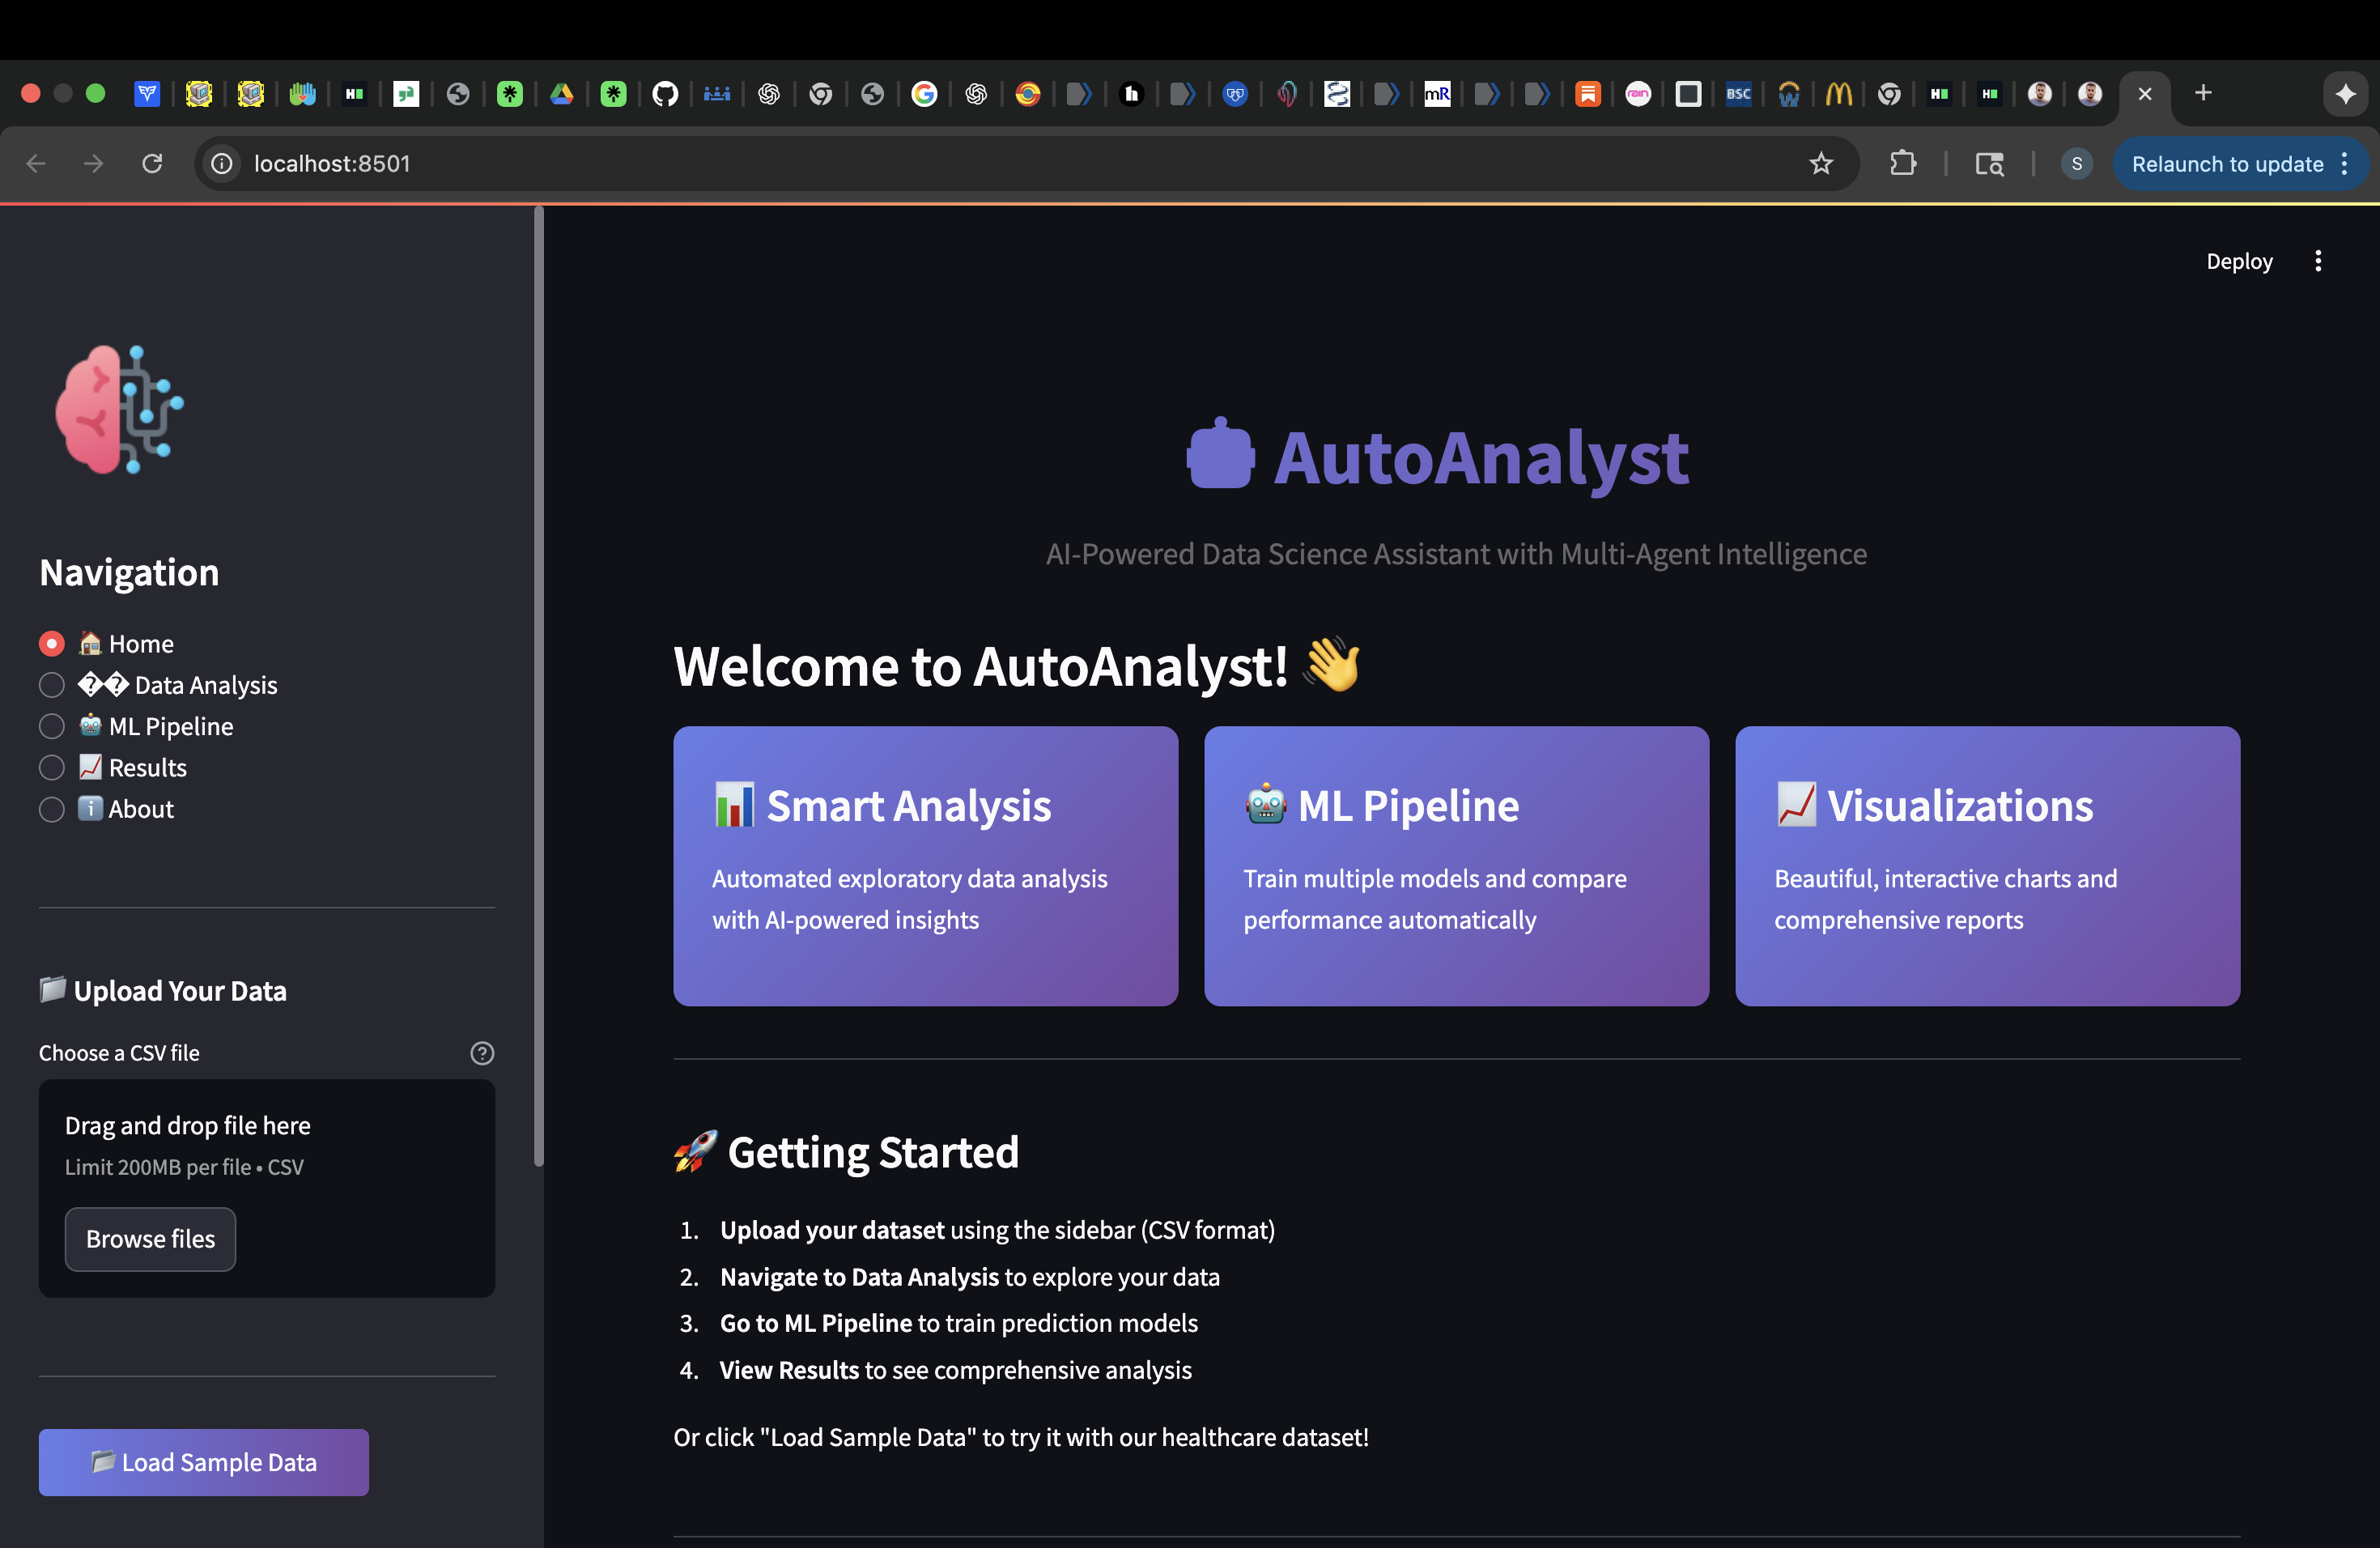 localhost:8501
S
Relaunch to update
Deploy
AutoAnalyst
AI-Powered Data Science Assistant with Multi-Agent Intelligence
Navigation
🏠 Home
�� Data Analysis
🤖 ML Pipeline
📈 Results
ℹ️ About
📁 Upload Your Data
Choose a CSV file
Drag and drop file here
Limit 200MB per file • CSV
Browse files
📁 Load Sample Data
Welcome to AutoAnalyst! 👋
📊 Smart Analysis
Automated exploratory data analysis
with AI-powered insights
🤖 ML Pipeline
Train multiple models and compare
performance automatically
📈 Visualizations
Beautiful, interactive charts and
comprehensive reports
🚀 Getting Started
1. Upload your dataset using the sidebar (CSV format)
2. Navigate to Data Analysis to explore your data
3. Go to ML Pipeline to train prediction models
4. View Results to see comprehensive analysis
Or click "Load Sample Data" to try it with our healthcare dataset!